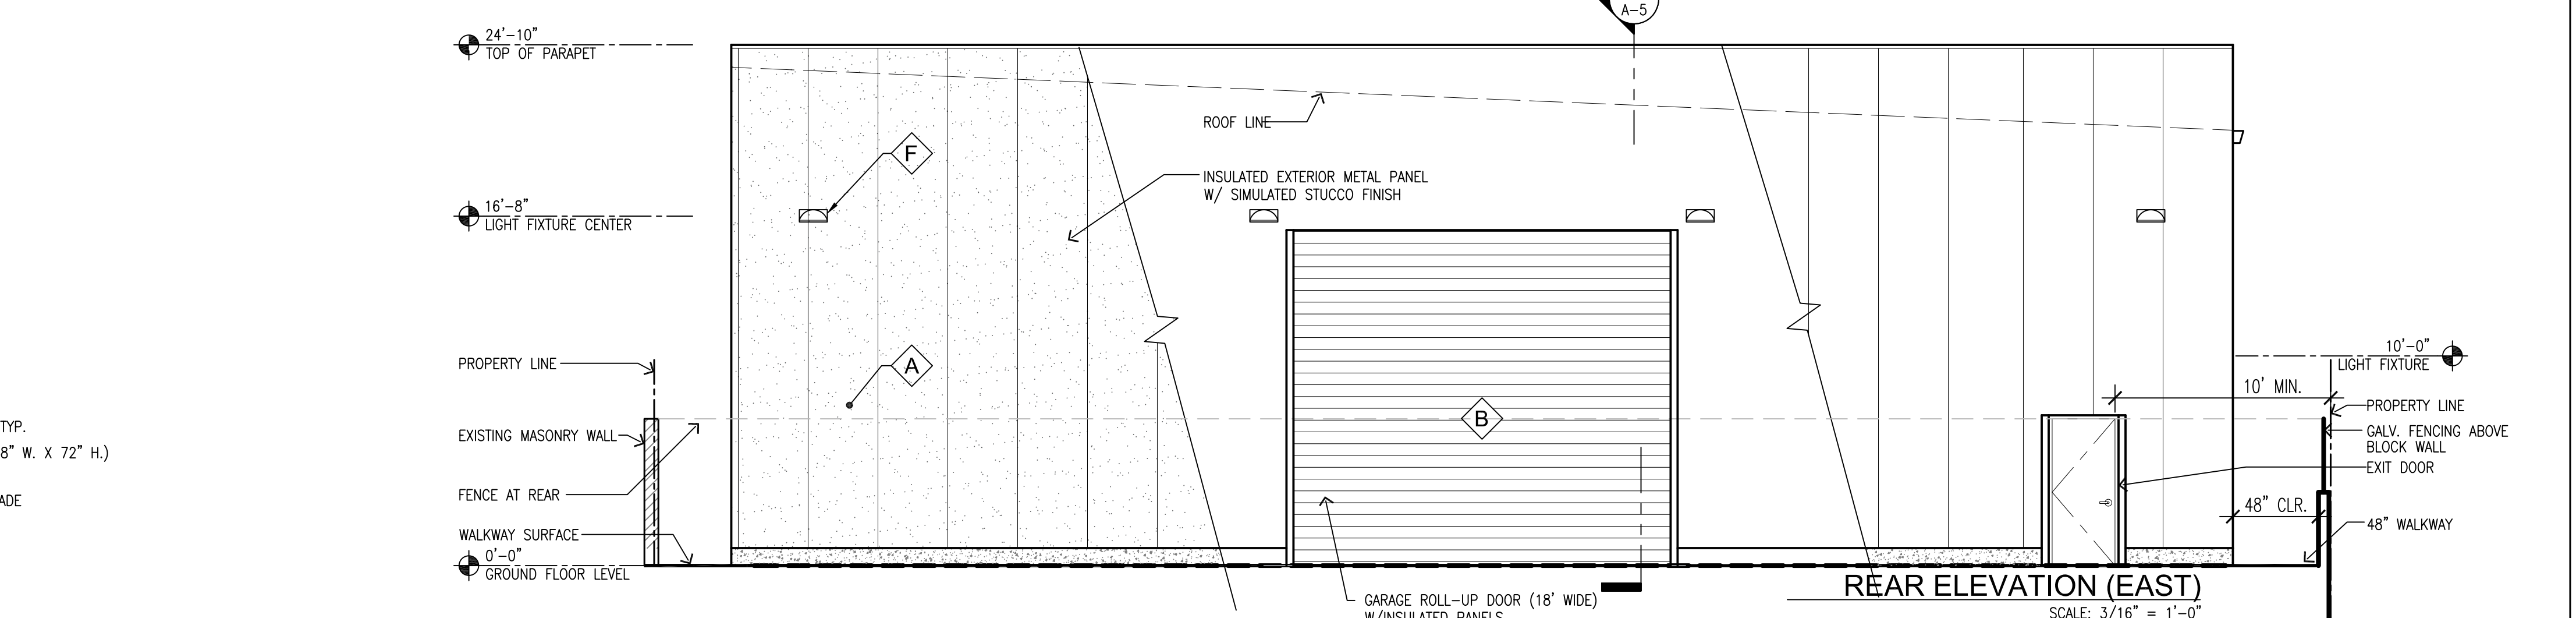 A-5
24'-10"
TOP OF PARAPET
ROOF LINE
F
INSULATED EXTERIOR METAL PANEL
W/ SIMULATED STUCCO FINISH
16'-8"
LIGHT FIXTURE CENTER
10'-0"
LIGHT FIXTURE
PROPERTY LINE
A
10' MIN.
B
PROPERTY LINE
TYP.
8" W. X 72" H.)
ADE
EXISTING MASONRY WALL
GALV. FENCING ABOVE
BLOCK WALL
EXIT DOOR
FENCE AT REAR
48" CLR.
48" WALKWAY
WALKWAY SURFACE
0'-0"
GROUND FLOOR LEVEL
GARAGE ROLL-UP DOOR (18' WIDE)
W/INSULATED PANELS
REAR ELEVATION (EAST)
SCALE: 3/16" = 1'-0"